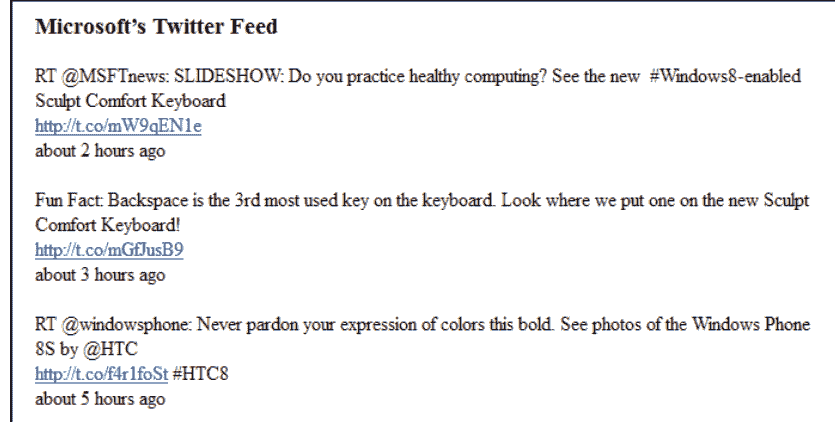 Microsoft's Twitter Feed
RT @MSFTnews: SLIDESHOW: Do you practice healthy computing? See the new #Windows8-enabled
Sculpt Comfort Keyboard
http://t.co/mW9qEN1e
about 2 hours ago
Fun Fact: Backspace is the 3rd most used key on the keyboard. Look where we put one on the new Sculpt
Comfort Keyboard!
http://t.co/mGfJusB9
about 3 hours ago
RT @windowsphone: Never pardon your expression of colors this bold. See photos of the Windows Phone
8S by @HTC
http://t.co/f4r1foSt #HTC8
about 5 hours ago